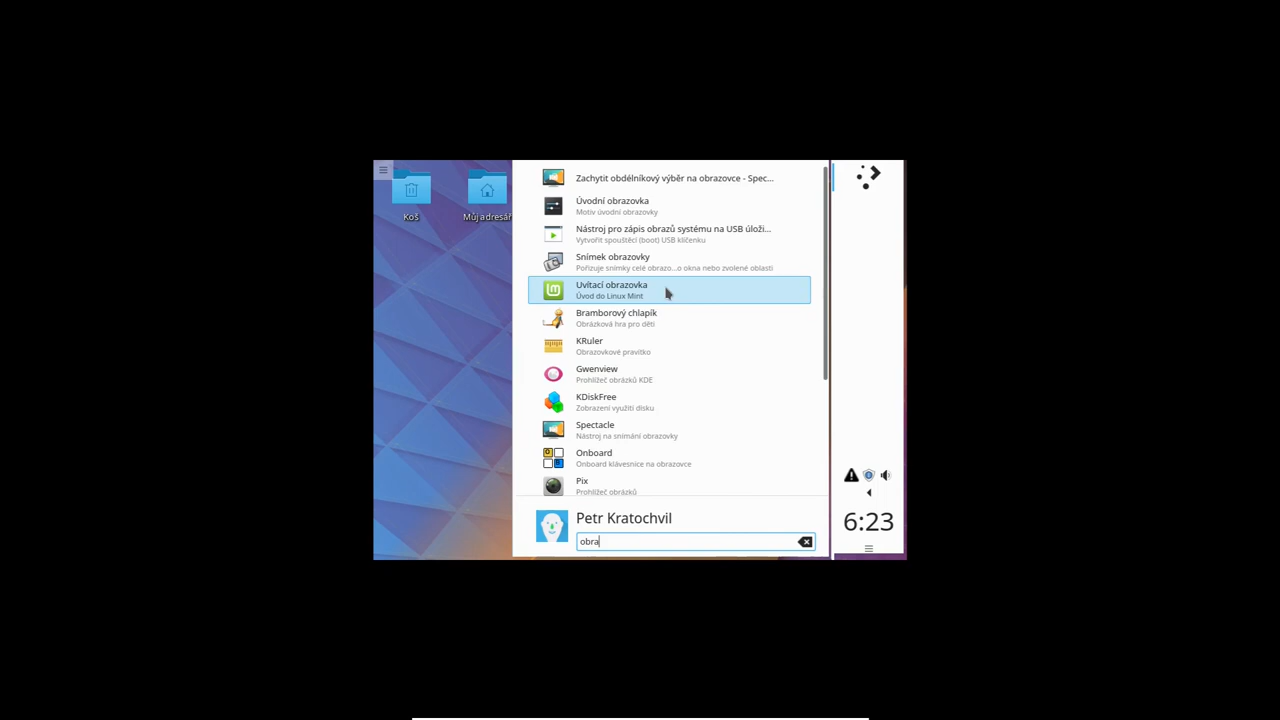 Koš
Můj adresář
Zachytit obdélníkový výběr na obrazovce - Spec...
Úvodní obrazovka
Motiv úvodní obrazovky
Nástroj pro zápis obrazů systému na USB úloži...
Vytvořit spouštěcí (boot) USB klíčenku
Snímek obrazovky
Pořizuje snímky celé obrazo...o okna nebo zvolené oblasti
Uvítací obrazovka
Úvod do Linux Mint
Bramborový chlapík
Obrázková hra pro děti
KRuler
Obrazovkové pravítko
Gwenview
Prohlížeč obrázků KDE
KDiskFree
Zobrazení využití disku
Spectacle
Nástroj na snímání obrazovky
Onboard
Onboard klávesnice na obrazovce
Pix
Prohlížeč obrázků
Petr Kratochvil
obra
6:23